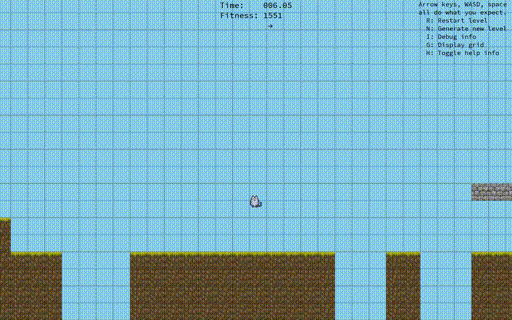 Time:    006.05
Fitness: 1551
→
Arrow keys, WASD, space
all do what you expect.
R: Restart level
N: Generate new level
I: Debug info
G: Display grid
H: Toggle help info